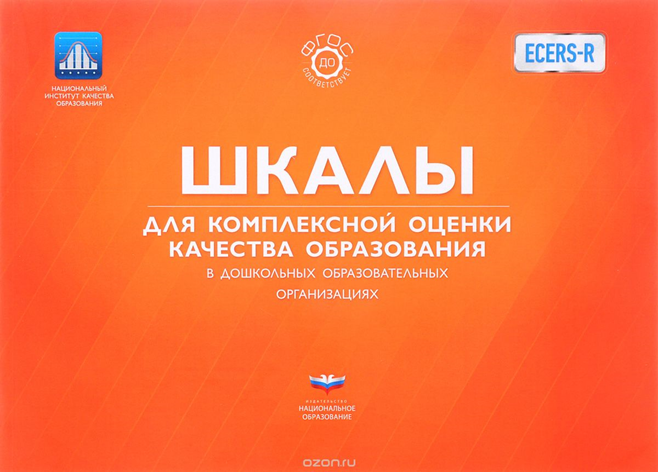 НАЦИОНАЛЬНЫЙ
ИНСТИТУТ КАЧЕСТВА
ОБРАЗОВАНИЯ
ФГОС
ДО
СООТВЕТСТВУЕТ
ECERS-R
ШКАЛЫ
ДЛЯ КОМПЛЕКСНОЙ ОЦЕНКИ
КАЧЕСТВА ОБРАЗОВАНИЯ
В ДОШКОЛЬНЫХ ОБРАЗОВАТЕЛЬНЫХ
ОРГАНИЗАЦИЯХ
ИЗДАТЕЛЬСТВО
НАЦИОНАЛЬНОЕ
ОБРАЗОВАНИЕ
ozon.ru